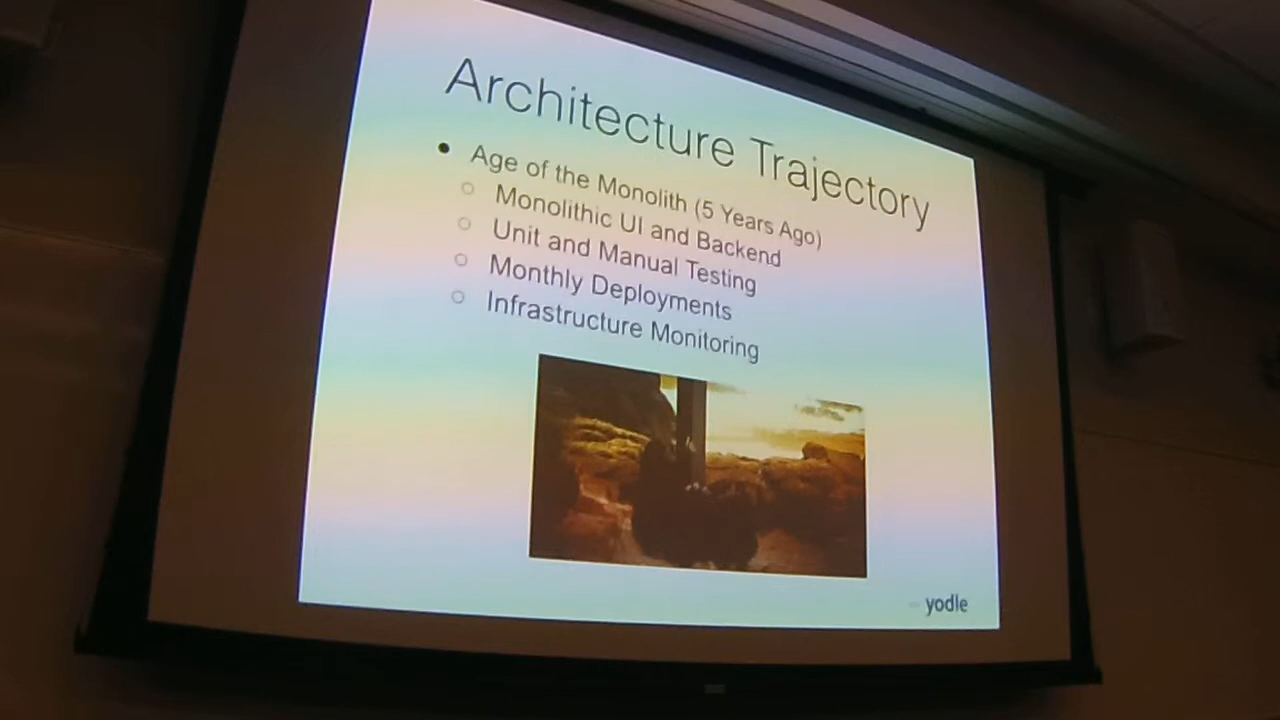 Architecture Trajectory
Age of the Monolith (5 Years Ago)
Monolithic UI and Backend
Unit and Manual Testing
Monthly Deployments
Infrastructure Monitoring
yodle